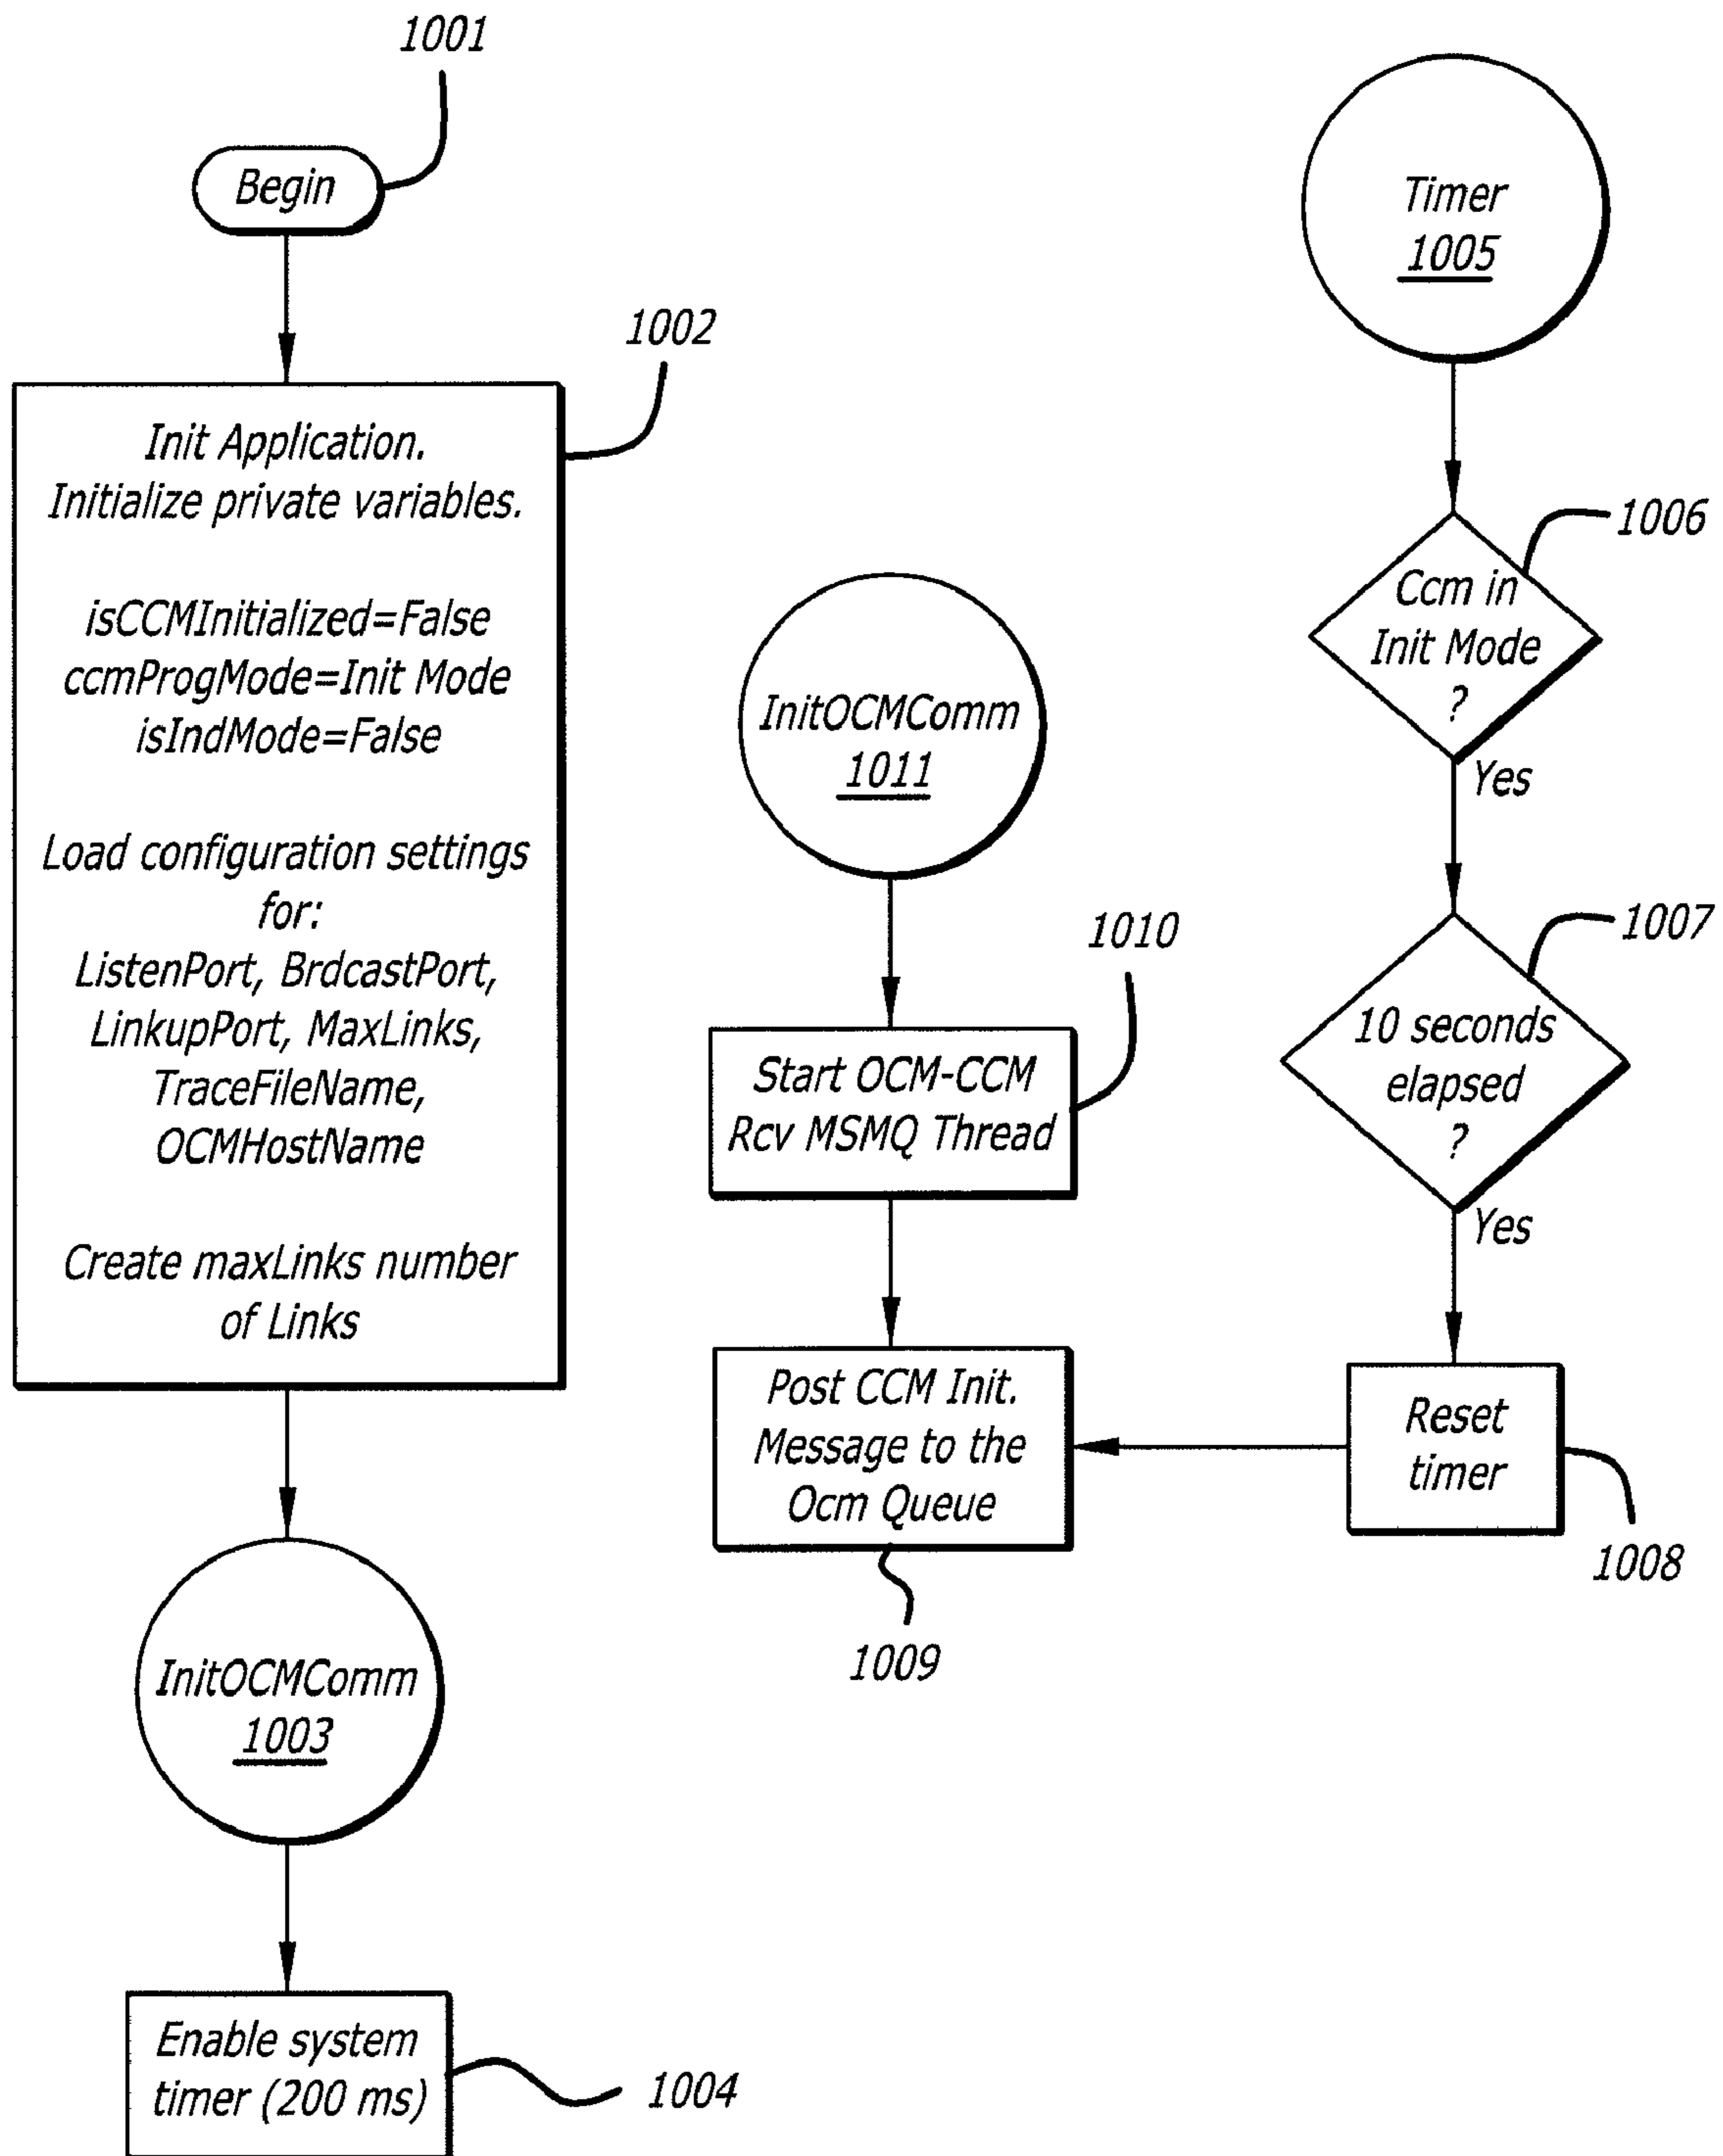 1001
Begin
1002
Init Application.
Initialize private variables.
isCCMInitialized=False
ccmProgMode=Init Mode
isIndMode=False
Load configuration settings
for:
ListenPort, BrdcastPort,
LinkupPort, MaxLinks,
TraceFileName,
OCMHostName
Create maxLinks number
of Links
InitOCMComm
1003
Enable system
timer (200 ms)
1004
InitOCMComm
1011
1010
Start OCM-CCM
Rcv MSMQ Thread
Post CCM Init.
Message to the
Ocm Queue
1009
Timer
1005
1006
Ccm in
Init Mode
?
Yes
1007
10 seconds
elapsed
?
Yes
Reset
timer
1008